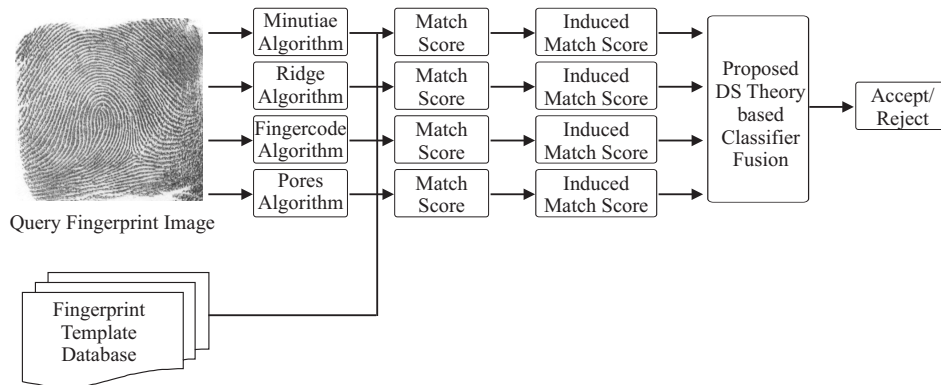 Minutiae
Algorithm
Match
Score
Induced
Match Score
Ridge
Algorithm
Match
Score
Induced
Match Score
Fingercode
Algorithm
Match
Score
Induced
Match Score
Pores
Algorithm
Match
Score
Induced
Match Score
Proposed
DS Theory
based
Classifier
Fusion
Accept/
Reject
Query Fingerprint Image
Fingerprint
Template
Database